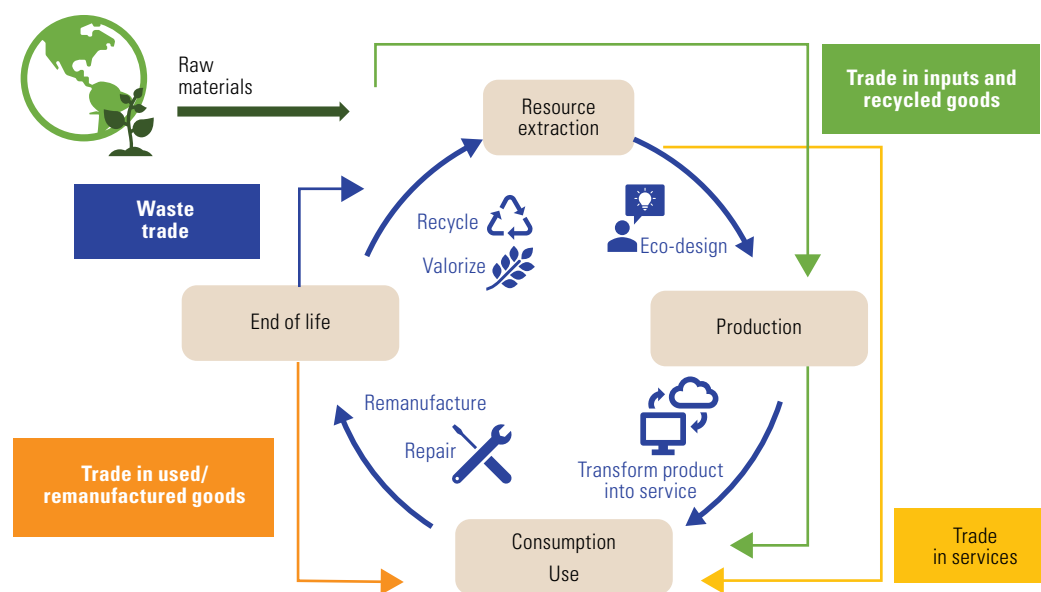 Raw
materials
Resource
extraction
Trade in inputs and
recycled goods
Waste
trade
Recycle
Valorize
Eco-design
End of life
Production
Remanufacture
Repair
Transform product
into service
Trade in used/
remanufactured goods
Consumption
Use
Trade
in services